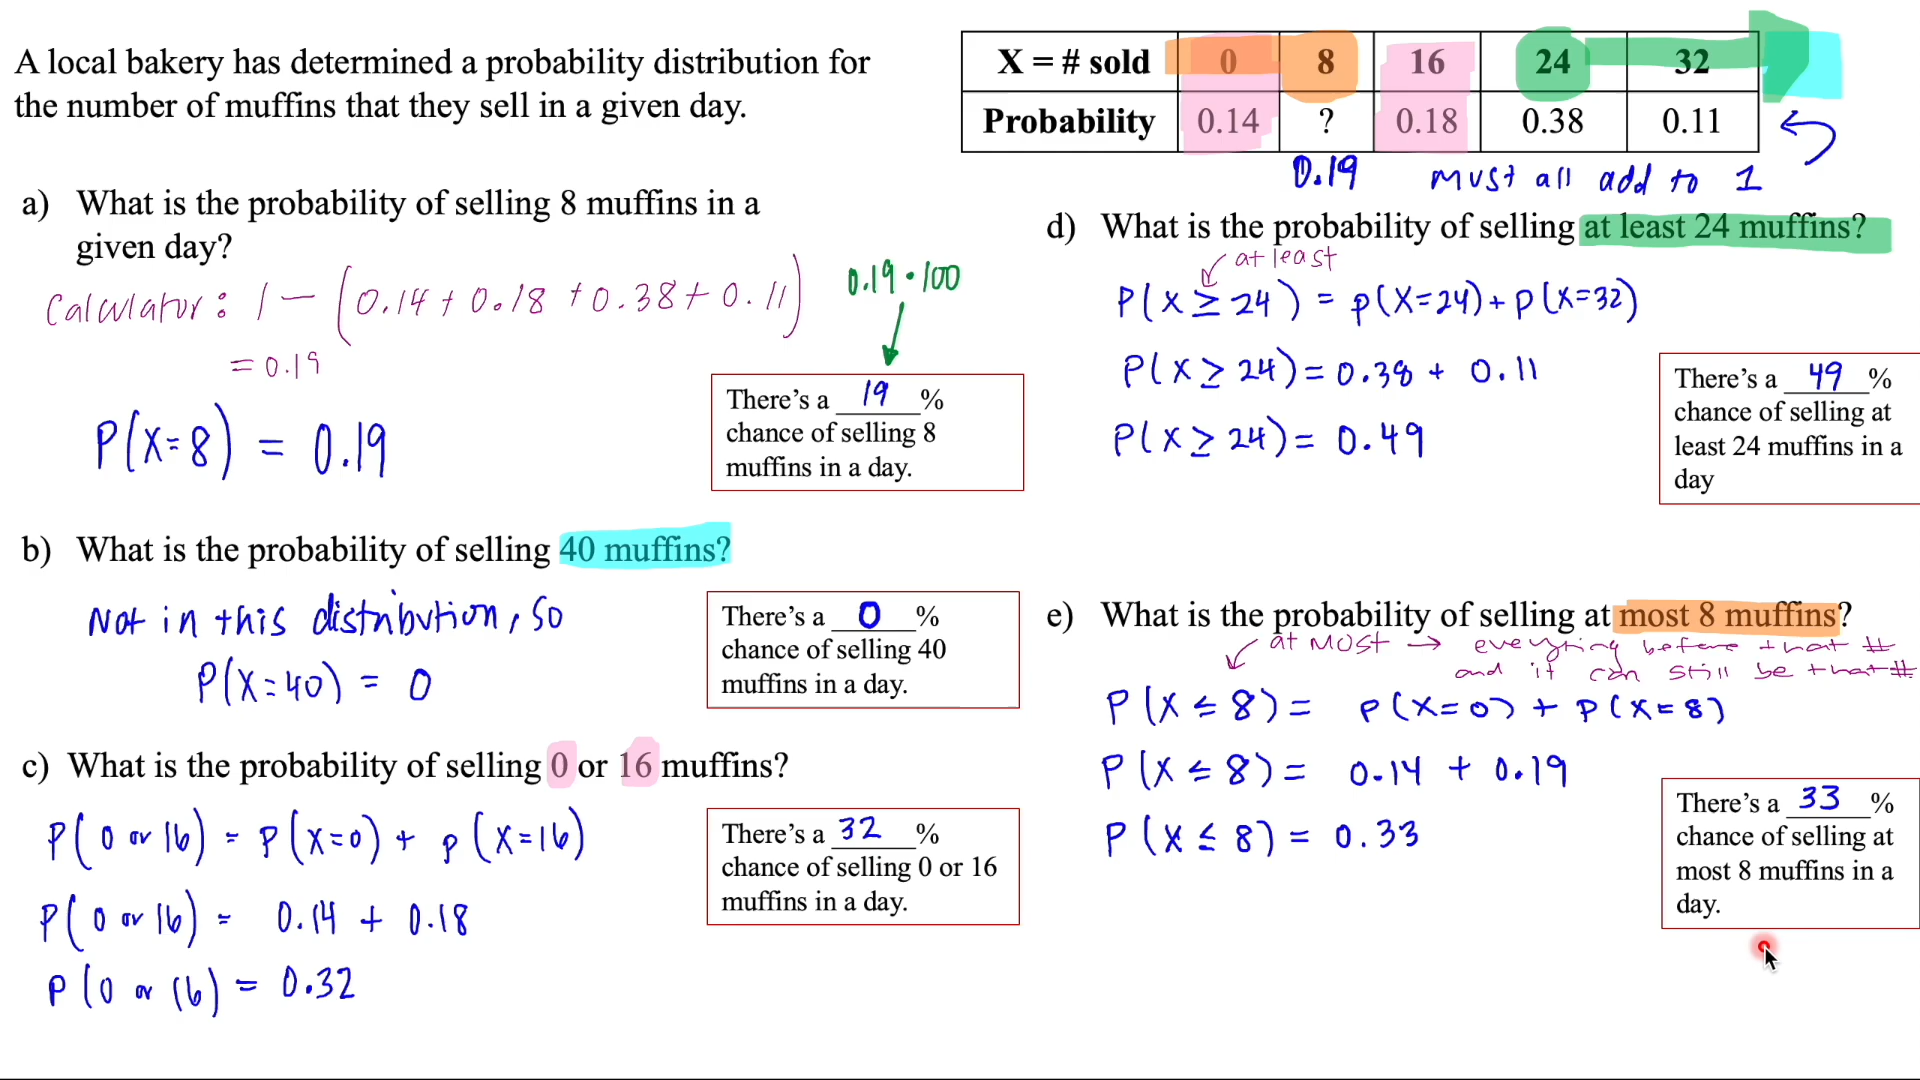 A local bakery has determined a probability distribution for
the number of muffins that they sell in a given day.
X = # sold 0 8 16 24 32
Probability 0.14 ? 0.18 0.38 0.11
0.19 must all add to 1
a) What is the probability of selling 8 muffins in a
given day?
Calculator: 1 - (0.14 + 0.18 + 0.38 + 0.11)
= 0.19
0.19 • 100
P(X=8) = 0.19
There's a 19 %
chance of selling 8
muffins in a day.
b) What is the probability of selling 40 muffins?
Not in this distribution, so
P(X=40) = 0
There's a 0 %
chance of selling 40
muffins in a day.
c) What is the probability of selling 0 or 16 muffins?
P(0 or 16) = P(X=0) + P(X=16)
P(0 or 16) = 0.14 + 0.18
P(0 or 16) = 0.32
There's a 32 %
chance of selling 0 or 16
muffins in a day.
d) What is the probability of selling at least 24 muffins?
at least
P(X ≥ 24) = P(X=24) + P(X=32)
P(X ≥ 24) = 0.38 + 0.11
P(X ≥ 24) = 0.49
There's a 49 %
chance of selling at
least 24 muffins in a
day
e) What is the probability of selling at most 8 muffins?
at most → everything before that #
and it can still be that #
P(X ≤ 8) = P(X=0) + P(X=8)
P(X ≤ 8) = 0.14 + 0.19
P(X ≤ 8) = 0.33
There's a 33 %
chance of selling at
most 8 muffins in a
day.